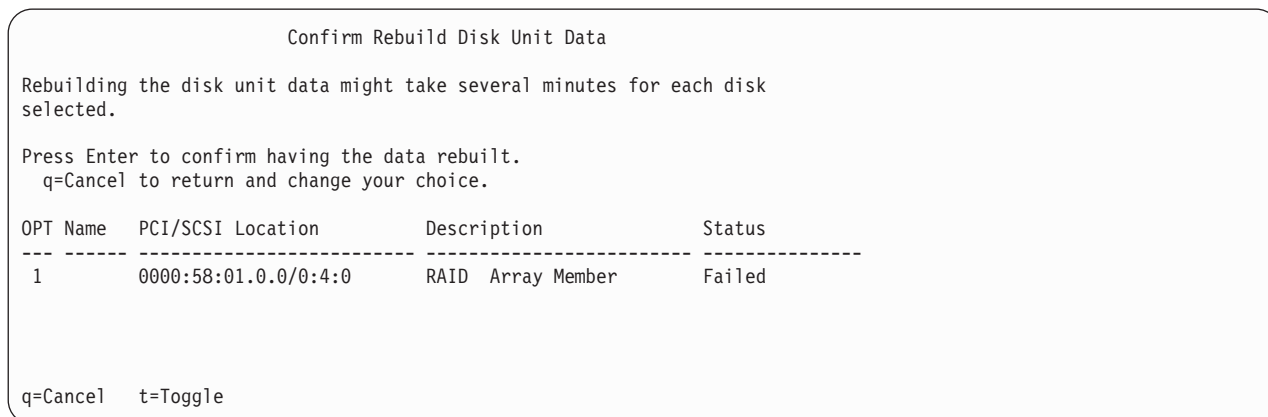 Confirm Rebuild Disk Unit Data
Rebuilding the disk unit data might take several minutes for each disk
selected.
Press Enter to confirm having the data rebuilt.
q=Cancel to return and change your choice.
OPT Name   PCI/SCSI Location          Description               Status
--- ------ -------------------------- ------------------------- ---------------
1         0000:58:01.0.0/0:4:0       RAID  Array Member        Failed
q=Cancel   t=Toggle